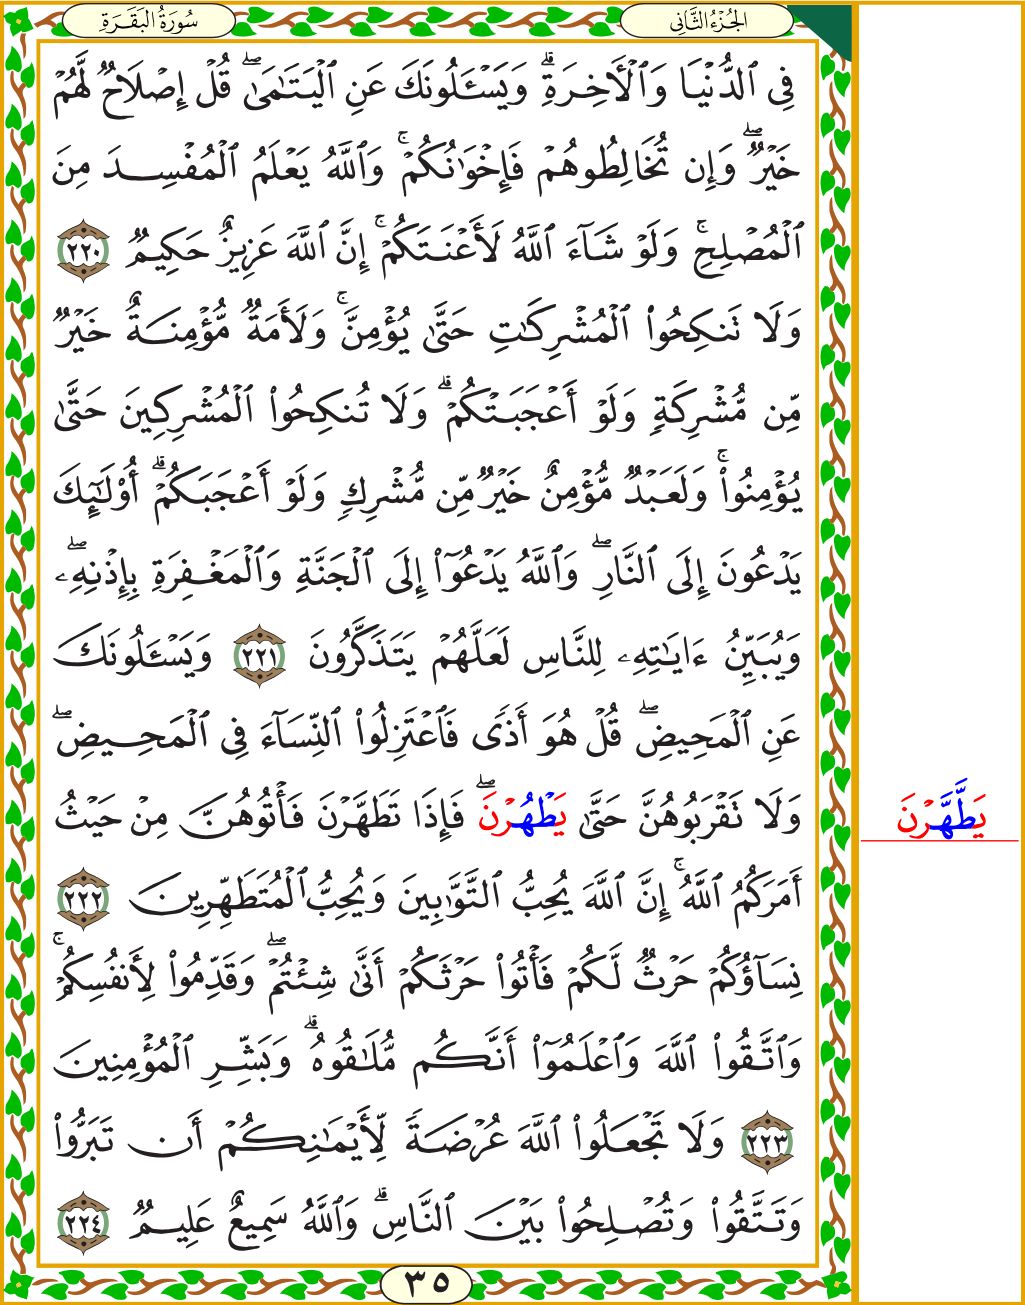 الجُزْءُ الثَّانِي
سُورَةُ البَقَرَةِ
فِي ٱلدُّنْيَا وَٱلْأَخِرَةِۗ وَيَسْـَٔلُونَكَ عَنِ ٱلْيَتَـٰمَىٰۖ قُلْ إِصْلَاحٌ لَّهُمْ
خَيْرٌۖ وَإِن تُخَالِطُوهُمْ فَإِخْوَٰنُكُمْۚ وَٱللَّهُ يَعْلَمُ ٱلْمُفْسِدَ مِنَ
ٱلْمُصْلِحِۚ وَلَوْ شَآءَ ٱللَّهُ لَأَعْنَتَكُمْۚ إِنَّ ٱللَّهَ عَزِيزٌ حَكِيمٌ ٢٢٠
وَلَا تَنكِحُوا۟ ٱلْمُشْرِكَـٰتِ حَتَّىٰ يُؤْمِنَّۚ وَلَأَمَةٌ مُّؤْمِنَةٌ خَيْرٌ
مِّن مُّشْرِكَةٍ وَلَوْ أَعْجَبَتْكُمْۗ وَلَا تُنكِحُوا۟ ٱلْمُشْرِكِينَ حَتَّىٰ
يُؤْمِنُوا۟ۚ وَلَعَبْدٌ مُّؤْمِنٌ خَيْرٌ مِّن مُّشْرِكٍ وَلَوْ أَعْجَبَكُمْۗ أُو۟لَـٰٓئِكَ
يَدْعُونَ إِلَى ٱلنَّارِۖ وَٱللَّهُ يَدْعُوٓا۟ إِلَى ٱلْجَنَّةِ وَٱلْمَغْفِرَةِ بِإِذْنِهِۦۖ
وَيُبَيِّنُ ءَايَـٰتِهِۦ لِلنَّاسِ لَعَلَّهُمْ يَتَذَكَّرُونَ ٢٢١ وَيَسْـَٔلُونَكَ
عَنِ ٱلْمَحِيضِۖ قُلْ هُوَ أَذًى فَٱعْتَزِلُوا۟ ٱلنِّسَآءَ فِي ٱلْمَحِيضِۖ
وَلَا تَقْرَبُوهُنَّ حَتَّىٰ يَطْهُرْنَۖ فَإِذَا تَطَهَّرْنَ فَأْتُوهُنَّ مِنْ حَيْثُ
يَطَّهَّرْنَ
أَمَرَكُمُ ٱللَّهُۚ إِنَّ ٱللَّهَ يُحِبُّ ٱلتَّوَّٰبِينَ وَيُحِبُّ ٱلْمُتَطَهِّرِينَ ٢٢٢
نِسَآؤُكُمْ حَرْثٌ لَّكُمْ فَأْتُوا۟ حَرْثَكُمْ أَنَّىٰ شِئْتُمْۖ وَقَدِّمُوا۟ لِأَنفُسِكُمْۚ
وَٱتَّقُوا۟ ٱللَّهَ وَٱعْلَمُوٓا۟ أَنَّكُم مُّلَـٰقُوهُۗ وَبَشِّرِ ٱلْمُؤْمِنِينَ
٢٢٣ وَلَا تَجْعَلُوا۟ ٱللَّهَ عُرْضَةً لِّأَيْمَـٰنِكُمْ أَن تَبَرُّوا۟
وَتَتَّقُوا۟ وَتُصْلِحُوا۟ بَيْنَ ٱلنَّاسِۗ وَٱللَّهُ سَمِيعٌ عَلِيمٌ ٢٢٤
٣٥